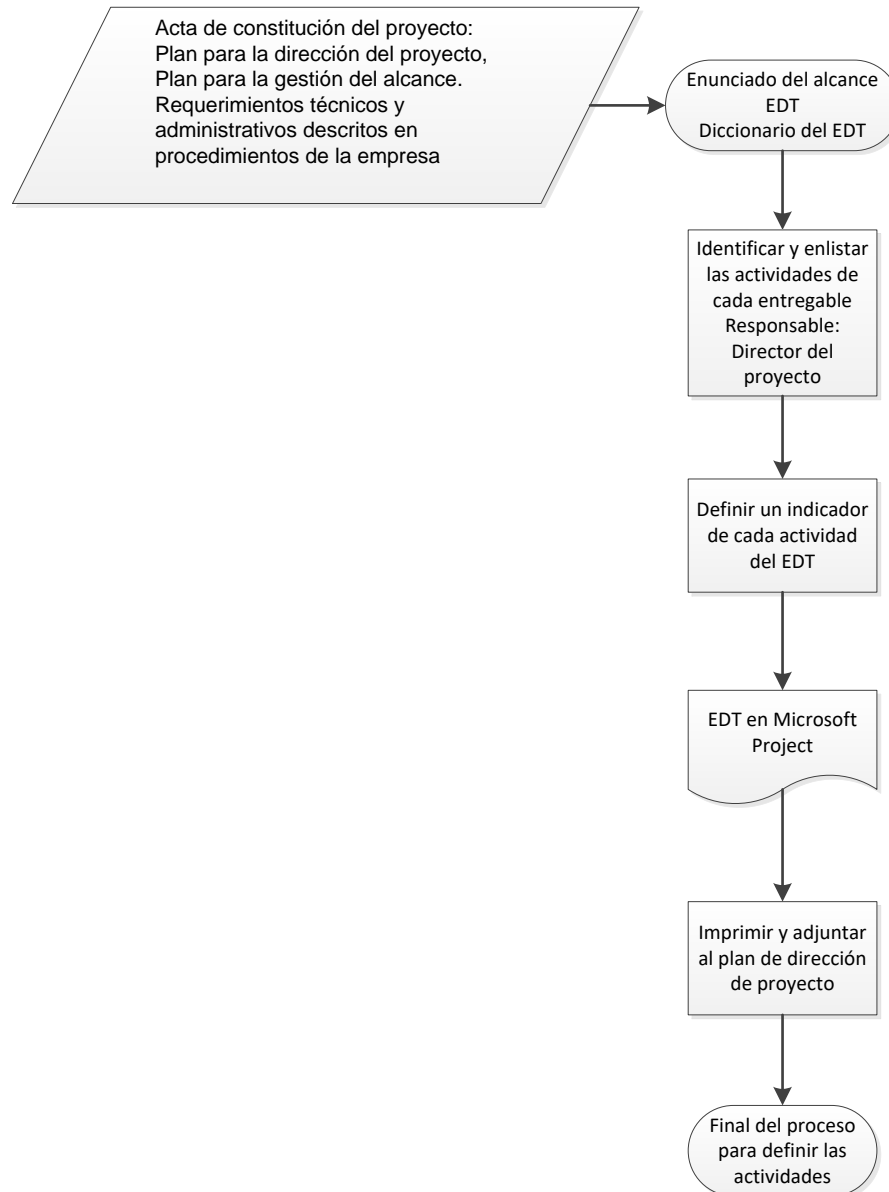 Acta de constitución del proyecto:
Plan para la dirección del proyecto,
Plan para la gestión del alcance.
Requerimientos técnicos y
administrativos descritos en
procedimientos de la empresa
Enunciado del alcance
EDT
Diccionario del EDT
Identificar y enlistar
las actividades de
cada entregable
Responsable:
Director del
proyecto
Definir un indicador
de cada actividad
del EDT
EDT en Microsoft
Project
Imprimir y adjuntar
al plan de dirección
de proyecto
Final del proceso
para definir las
actividades